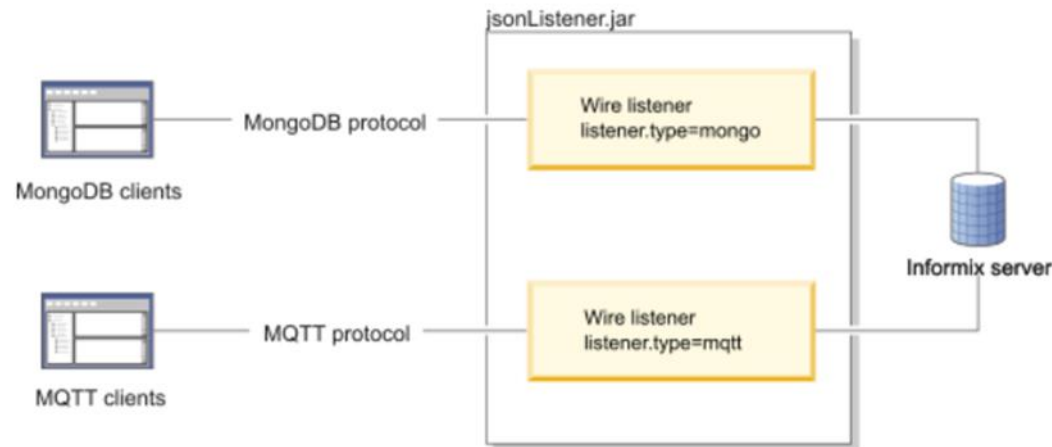 jsonListener.jar
Wire listener
listener.type=mongo
MongoDB protocol
MongoDB clients
Informix server
Wire listener
listener.type=mqtt
MQTT protocol
MQTT clients